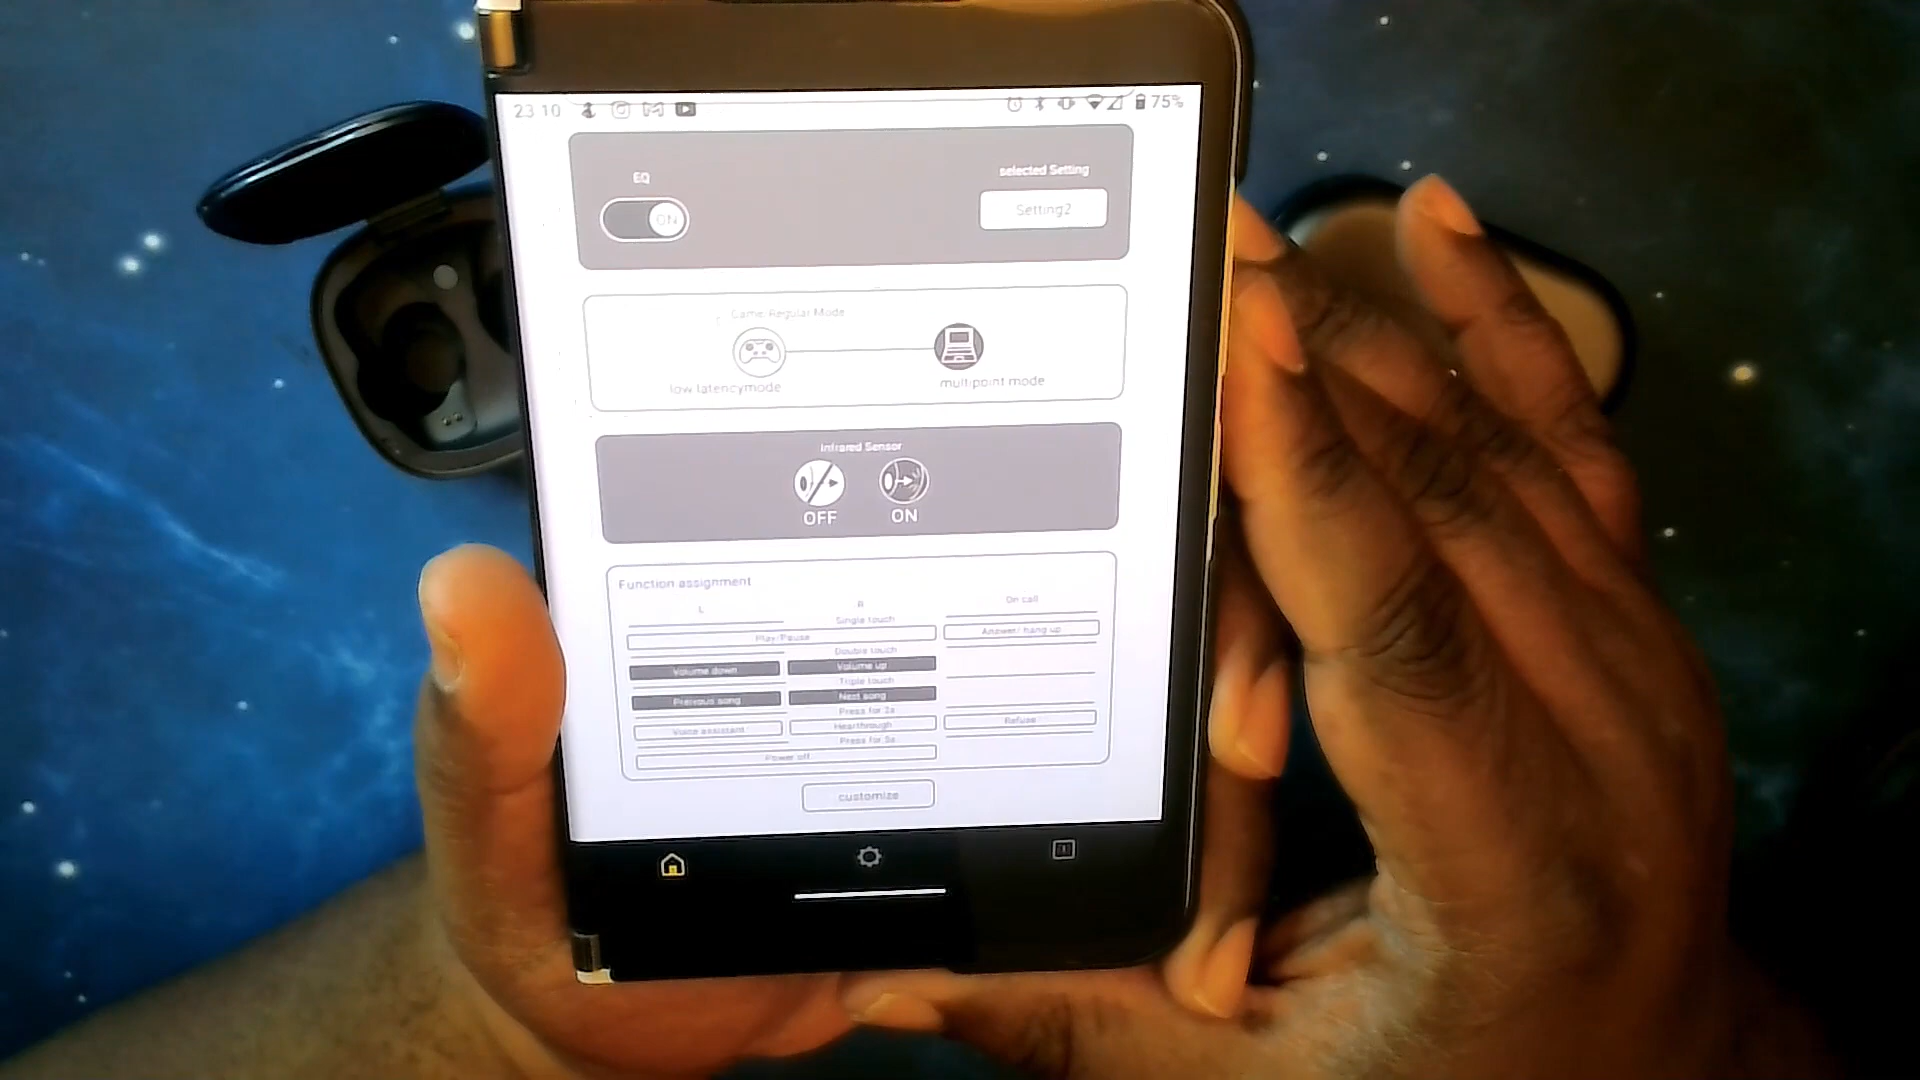 23 10 75%
EQ
selected Setting
ON
Setting2
Game/Regular Mode
low latencymode
multipoint mode
Infrared Sensor
OFF ON
Function assignment
L R On call
Single touch
Play/Pause Answer/ hang up
Double touch
Volume down Volume up
Triple touch
Previous song Next song
Press for 2s
Voice assistant Hearthrough Refuse
Press for 5s
Power off
customize